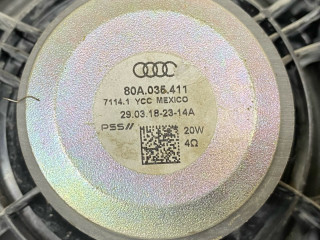 80A.035.411
7114.1 YCC MEXICO
29.03.18-23-14A
PSS//
20W
4Ω